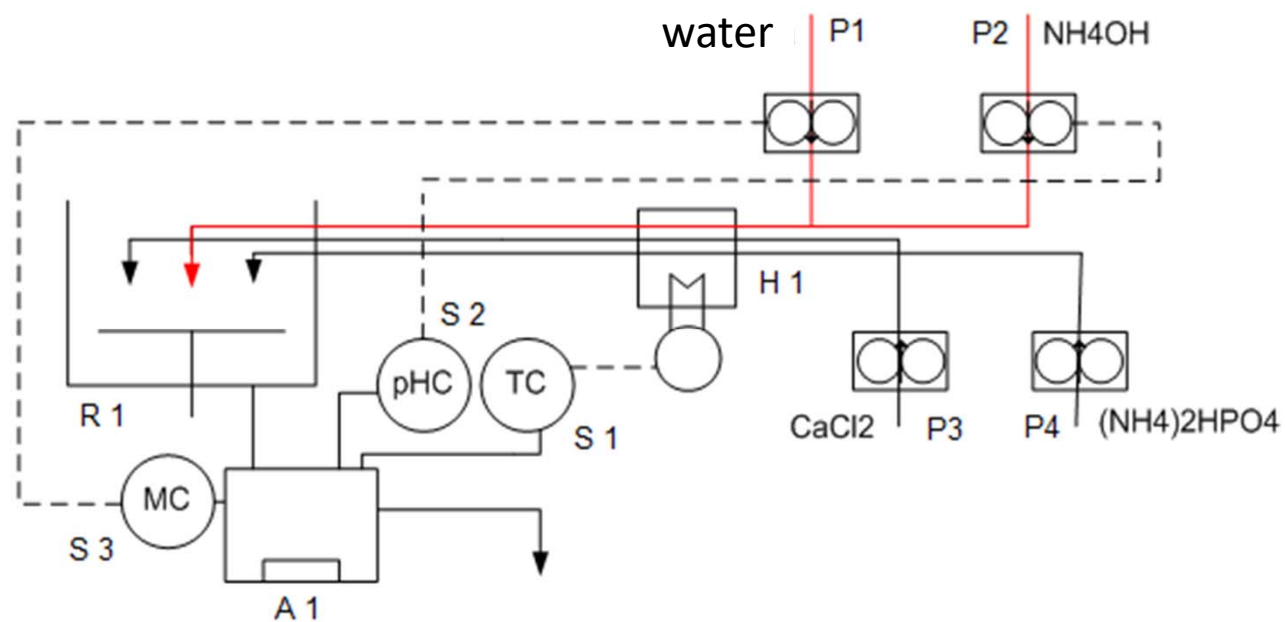 water P1 P2 NH4OH
H 1
S 2
pHC TC
R 1
S 1
CaCl2 P3 P4 (NH4)2HPO4
MC
S 3
A 1